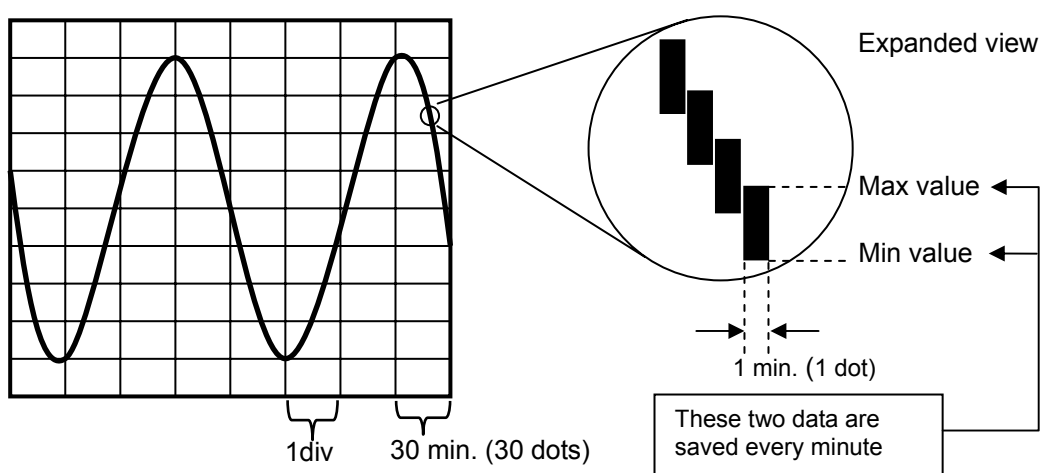 Expanded view
Max value
Min value
1 min. (1 dot)
1div
30 min. (30 dots)
These two data are
saved every minute